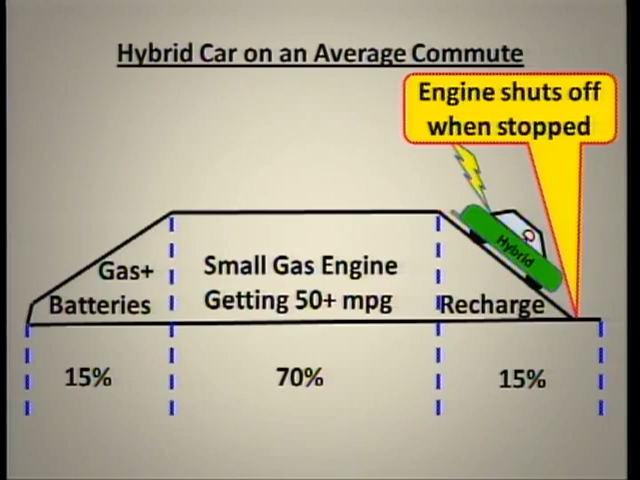 Hybrid Car on an Average Commute
Engine shuts off
when stopped
Hybrid
Gas+
Batteries
Small Gas Engine
Getting 50+ mpg
Recharge
15%
70%
15%